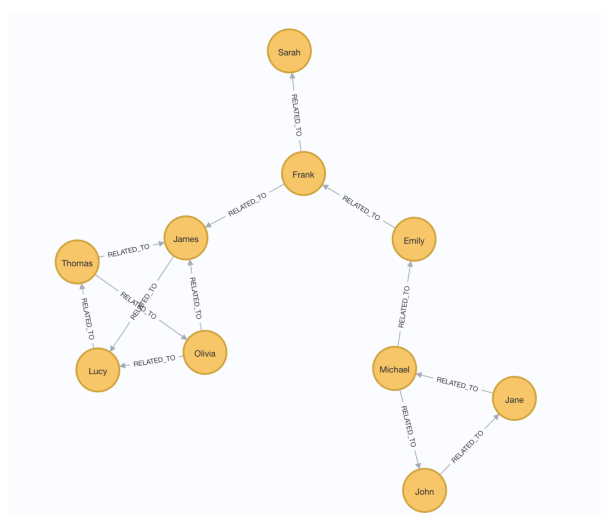 Sarah
RELATED_TO
Frank
RELATED_TO
RELATED_TO
James
Emily
RELATED_TO
Thomas
RELATED_TO
RELATED_TO
RELATED_TO
RELATED_TO
RELATED_TO
Olivia
RELATED_TO
Lucy
Michael
RELATED_TO
Jane
RELATED_TO
RELATED_TO
John